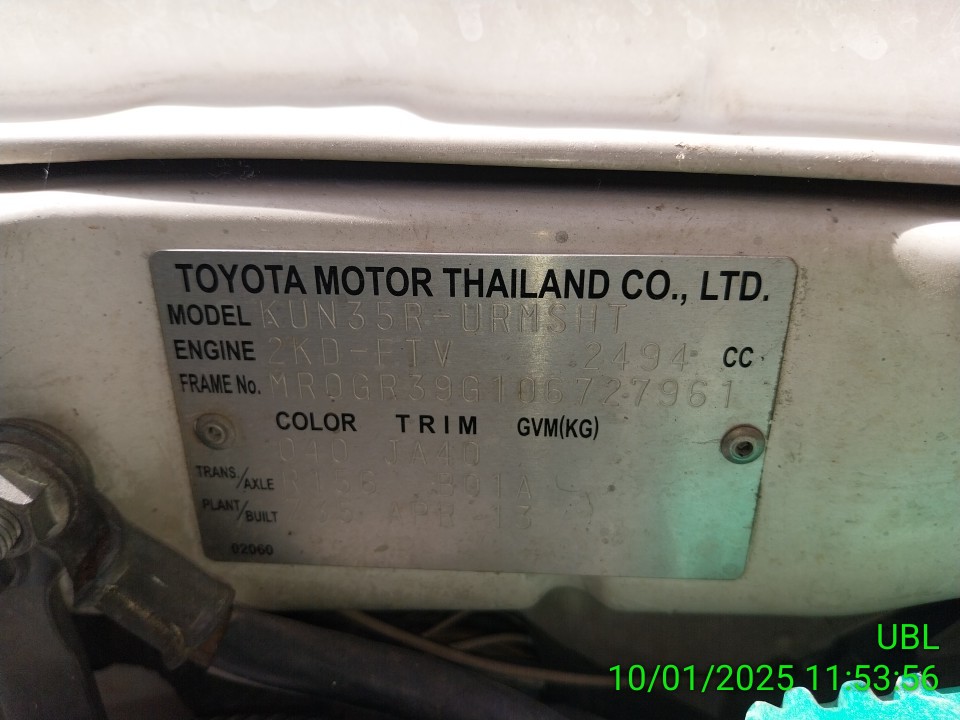 TOYOTA MOTOR THAILAND CO., LTD.
MODEL KUN35R-URMSHT
ENGINE 2KD-FTV 2494 CC
FRAME No. MR0GR39G106727961
COLOR TRIM GVM(KG)
040 JA40
TRANS./AXLE
PLANT/BUILT APR 13
02060
UBL
10/01/2025 11:53:56